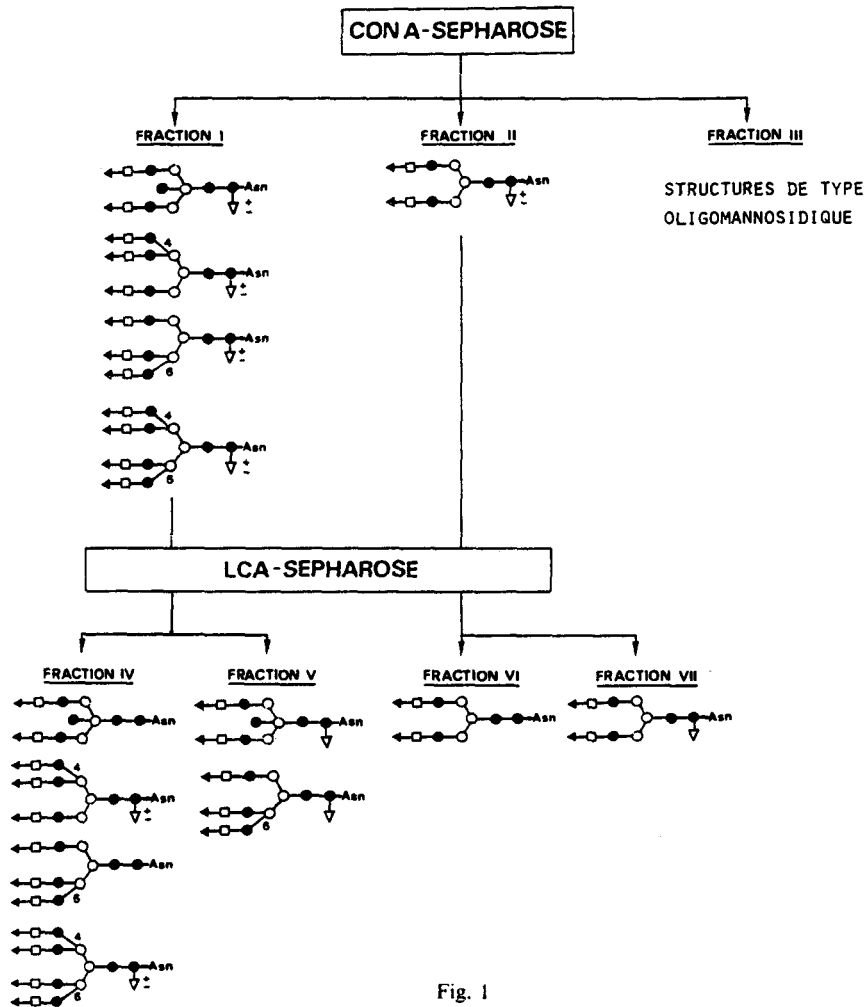 CON A-SEPHAROSE
FRACTION I
FRACTION II
FRACTION III
Asn
±
4
Asn
±
Asn
6
±
4
Asn
5
±
Asn
±
STRUCTURES DE TYPE
OLIGOMANNOSIDIQUE
LCA-SEPHAROSE
FRACTION IV
FRACTION V
FRACTION VI
FRACTION VII
Asn
4
Asn
±
Asn
6
4
Asn
6
±
Asn
Asn
6
Asn
Asn
Fig. 1